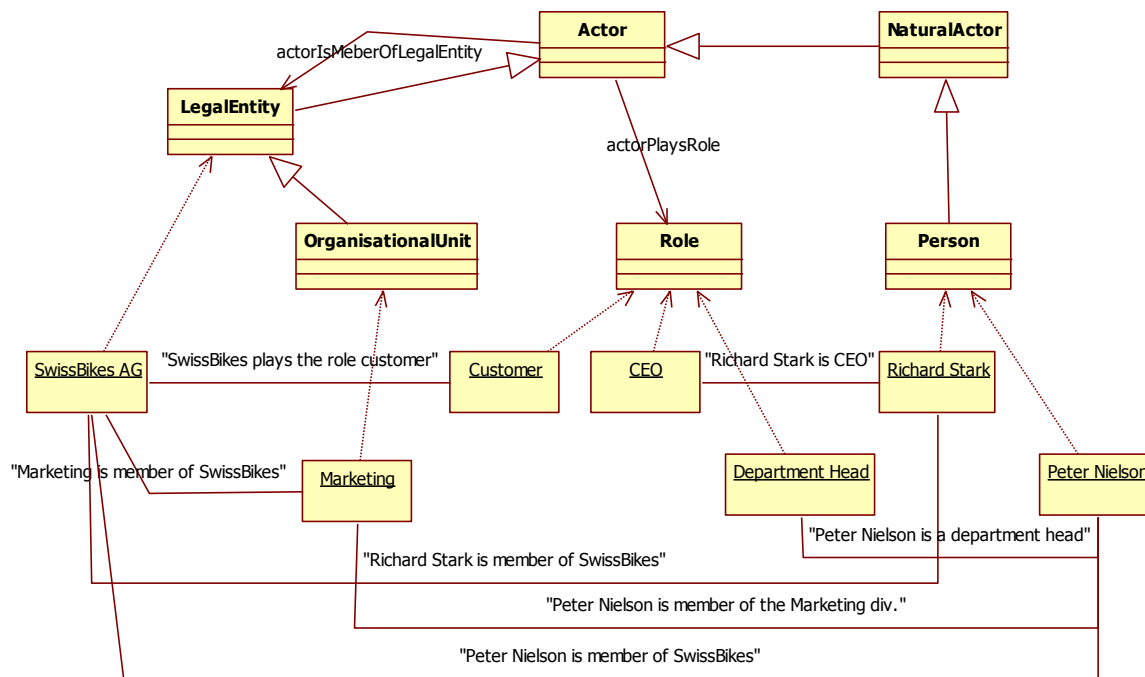 Actor
NaturalActor
actorIsMeberOfLegalEntity
LegalEntity
actorPlaysRole
OrganisationalUnit
Role
Person
"SwissBikes plays the role customer"
"Richard Stark is CEO"
SwissBikes AG
Customer
CEO
Richard Stark
"Marketing is member of SwissBikes"
Marketing
Department Head
Peter Nielson
"Peter Nielson is a department head"
"Richard Stark is member of SwissBikes"
"Peter Nielson is member of the Marketing div."
"Peter Nielson is member of SwissBikes"